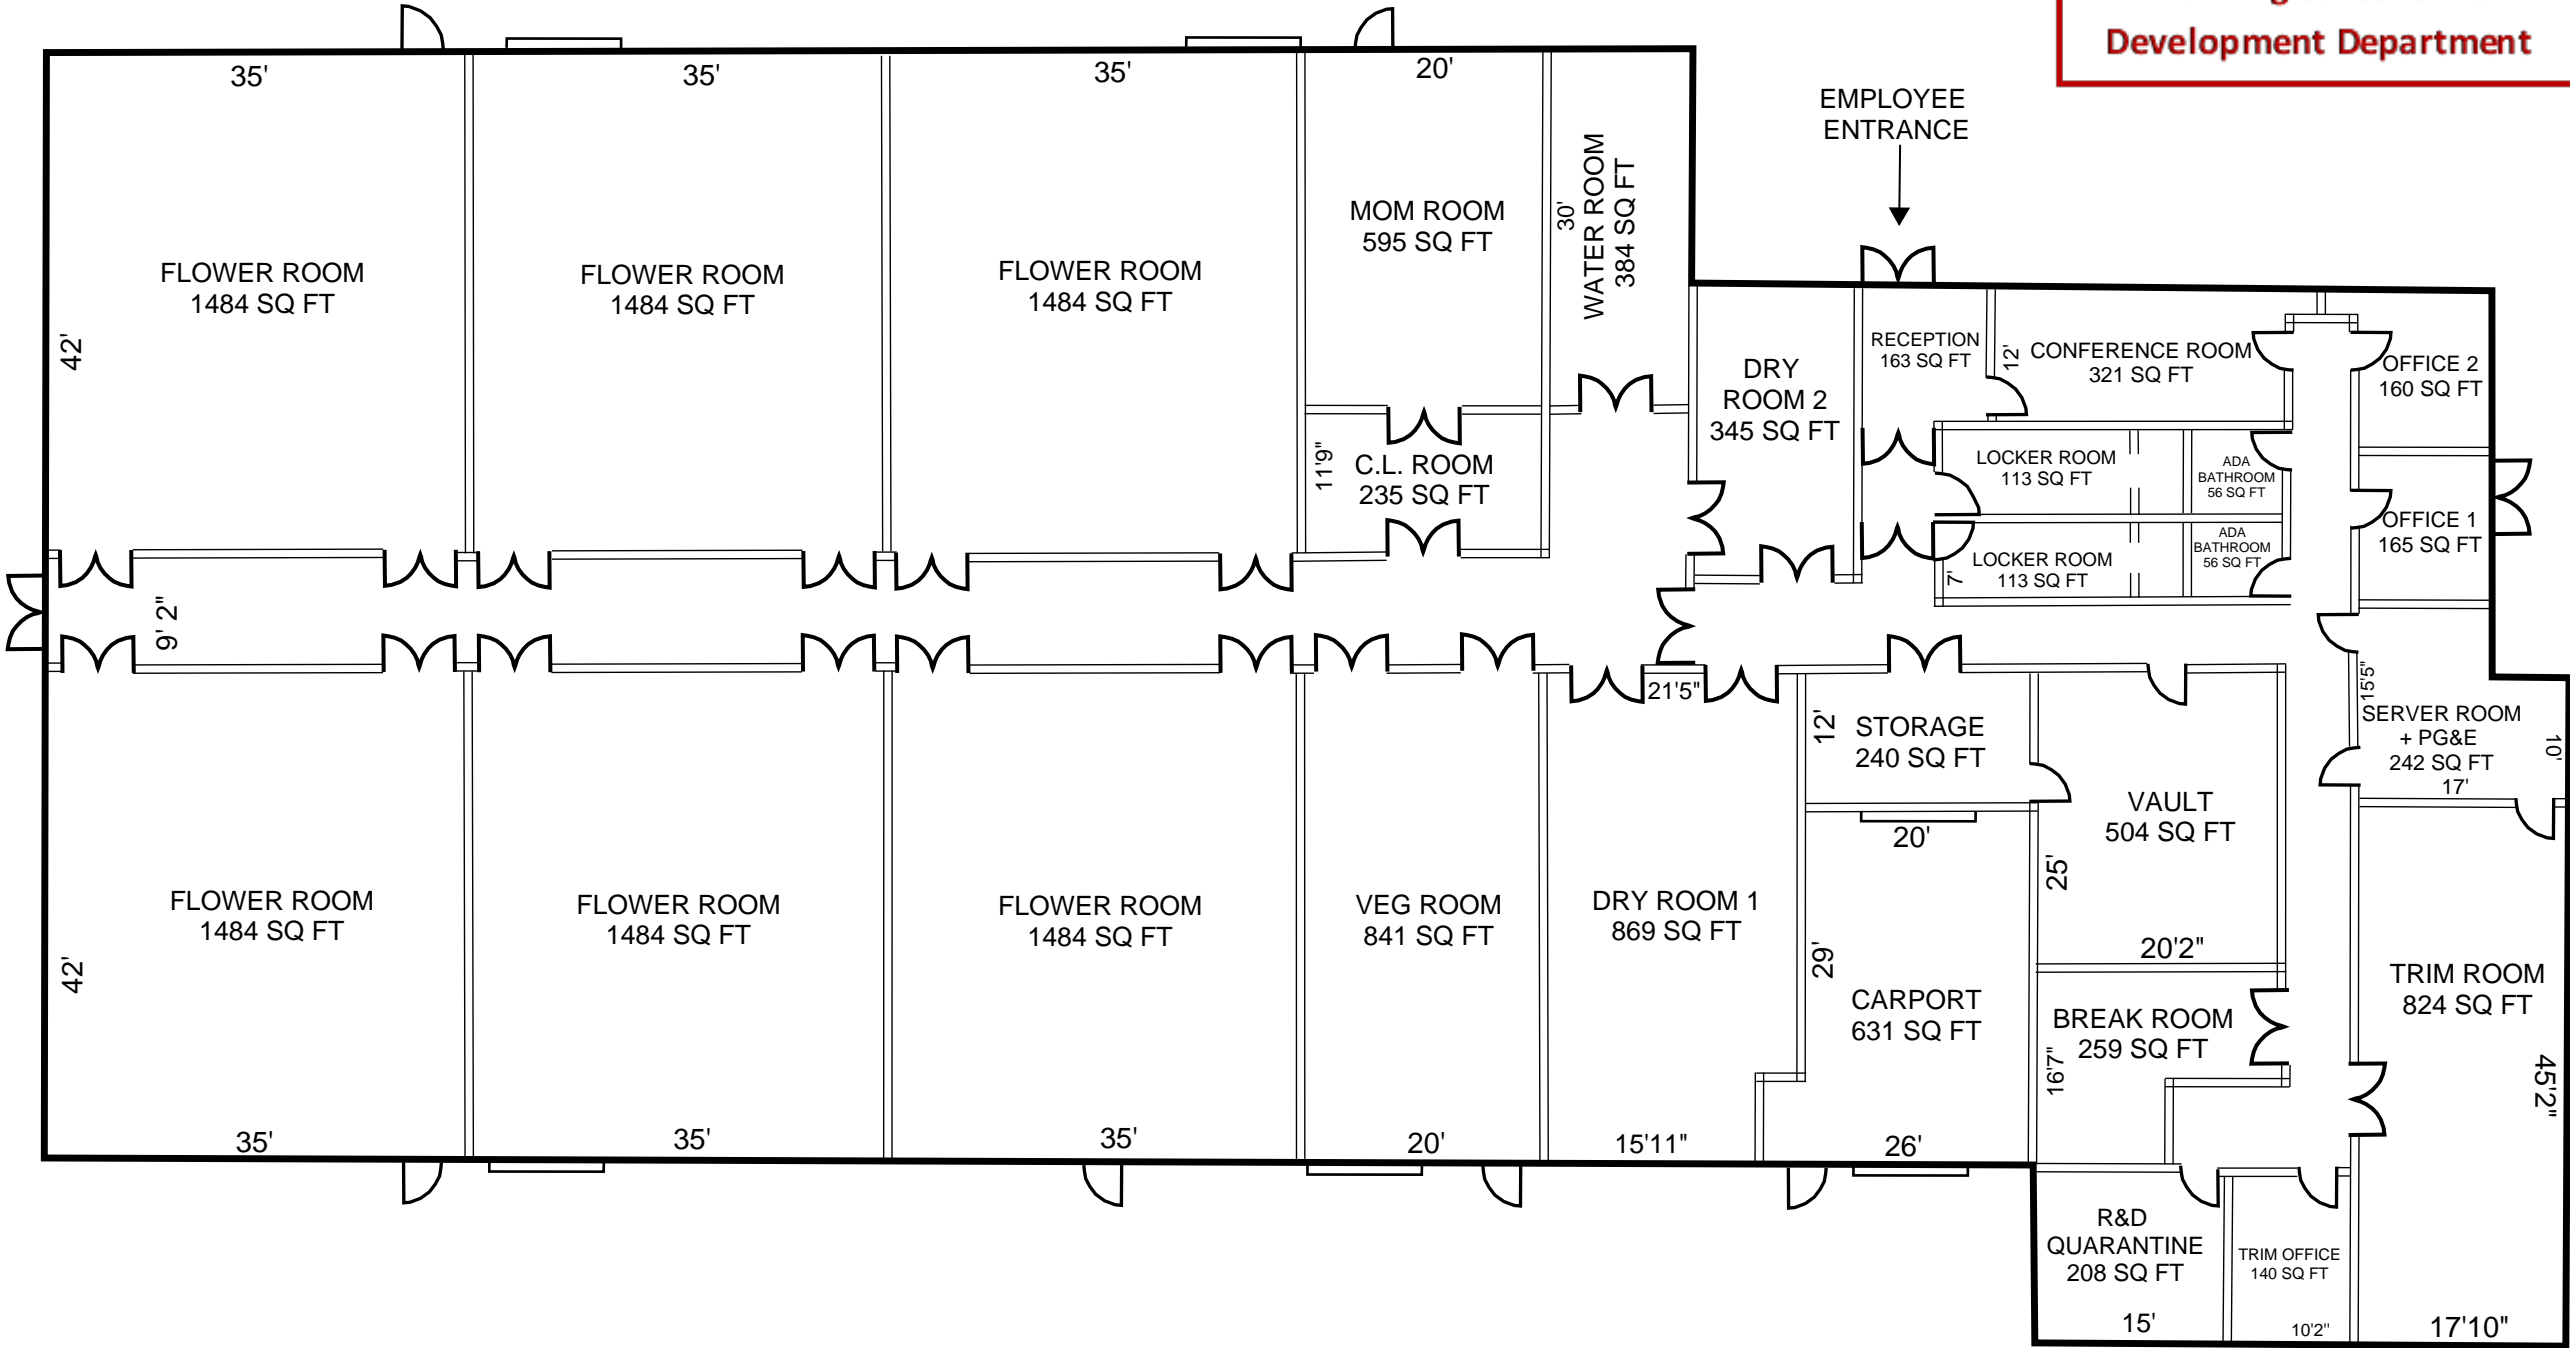 Development Department
35'
35'
35'
20'
EMPLOYEE
ENTRANCE
FLOWER ROOM
1484 SQ FT
42'
FLOWER ROOM
1484 SQ FT
FLOWER ROOM
1484 SQ FT
MOM ROOM
595 SQ FT
30'
WATER ROOM
384 SQ FT
11'9"
C.L. ROOM
235 SQ FT
DRY
ROOM 2
345 SQ FT
RECEPTION
163 SQ FT
12'
CONFERENCE ROOM
321 SQ FT
OFFICE 2
160 SQ FT
LOCKER ROOM
113 SQ FT
ADA
BATHROOM
56 SQ FT
OFFICE 1
165 SQ FT
LOCKER ROOM
113 SQ FT
7'
ADA
BATHROOM
56 SQ FT
9' 2"
21'5"
15'5"
SERVER ROOM
+ PG&E
242 SQ FT
17'
10'
12'
STORAGE
240 SQ FT
VAULT
504 SQ FT
25'
20'2"
20'
FLOWER ROOM
1484 SQ FT
42'
35'
FLOWER ROOM
1484 SQ FT
35'
FLOWER ROOM
1484 SQ FT
35'
VEG ROOM
841 SQ FT
20'
DRY ROOM 1
869 SQ FT
15'11"
29'
CARPORT
631 SQ FT
26'
BREAK ROOM
259 SQ FT
16'7"
TRIM ROOM
824 SQ FT
45'2"
17'10"
R&D
QUARANTINE
208 SQ FT
15'
TRIM OFFICE
140 SQ FT
10'2"